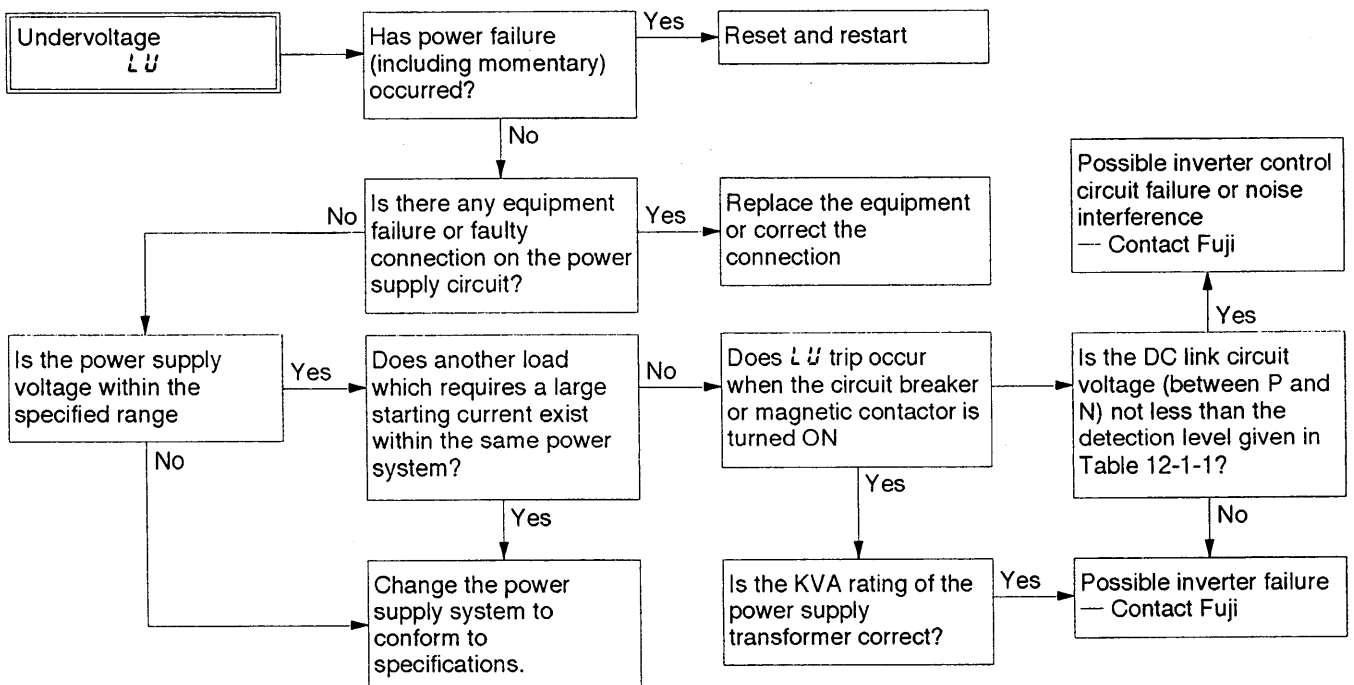 Undervoltage
LU
Has power failure
(including momentary)
occurred?
Yes
Reset and restart
No
Is there any equipment
failure or faulty
connection on the power
supply circuit?
No
Yes
Replace the equipment
or correct the
connection
Possible inverter control
circuit failure or noise
interference
— Contact Fuji
Yes
Is the power supply
voltage within the
specified range
Yes
No
Does another load
which requires a large
starting current exist
within the same power
system?
No
Yes
Does LU trip occur
when the circuit breaker
or magnetic contactor is
turned ON
Yes
Is the DC link circuit
voltage (between P and
N) not less than the
detection level given in
Table 12-1-1?
No
Change the power
supply system to
conform to
specifications.
Is the KVA rating of the
power supply
transformer correct?
Yes
Possible inverter failure
— Contact Fuji